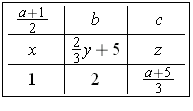 (a+1)/2 b c
x 2/3 y + 5 z
1 2 (a+5)/3